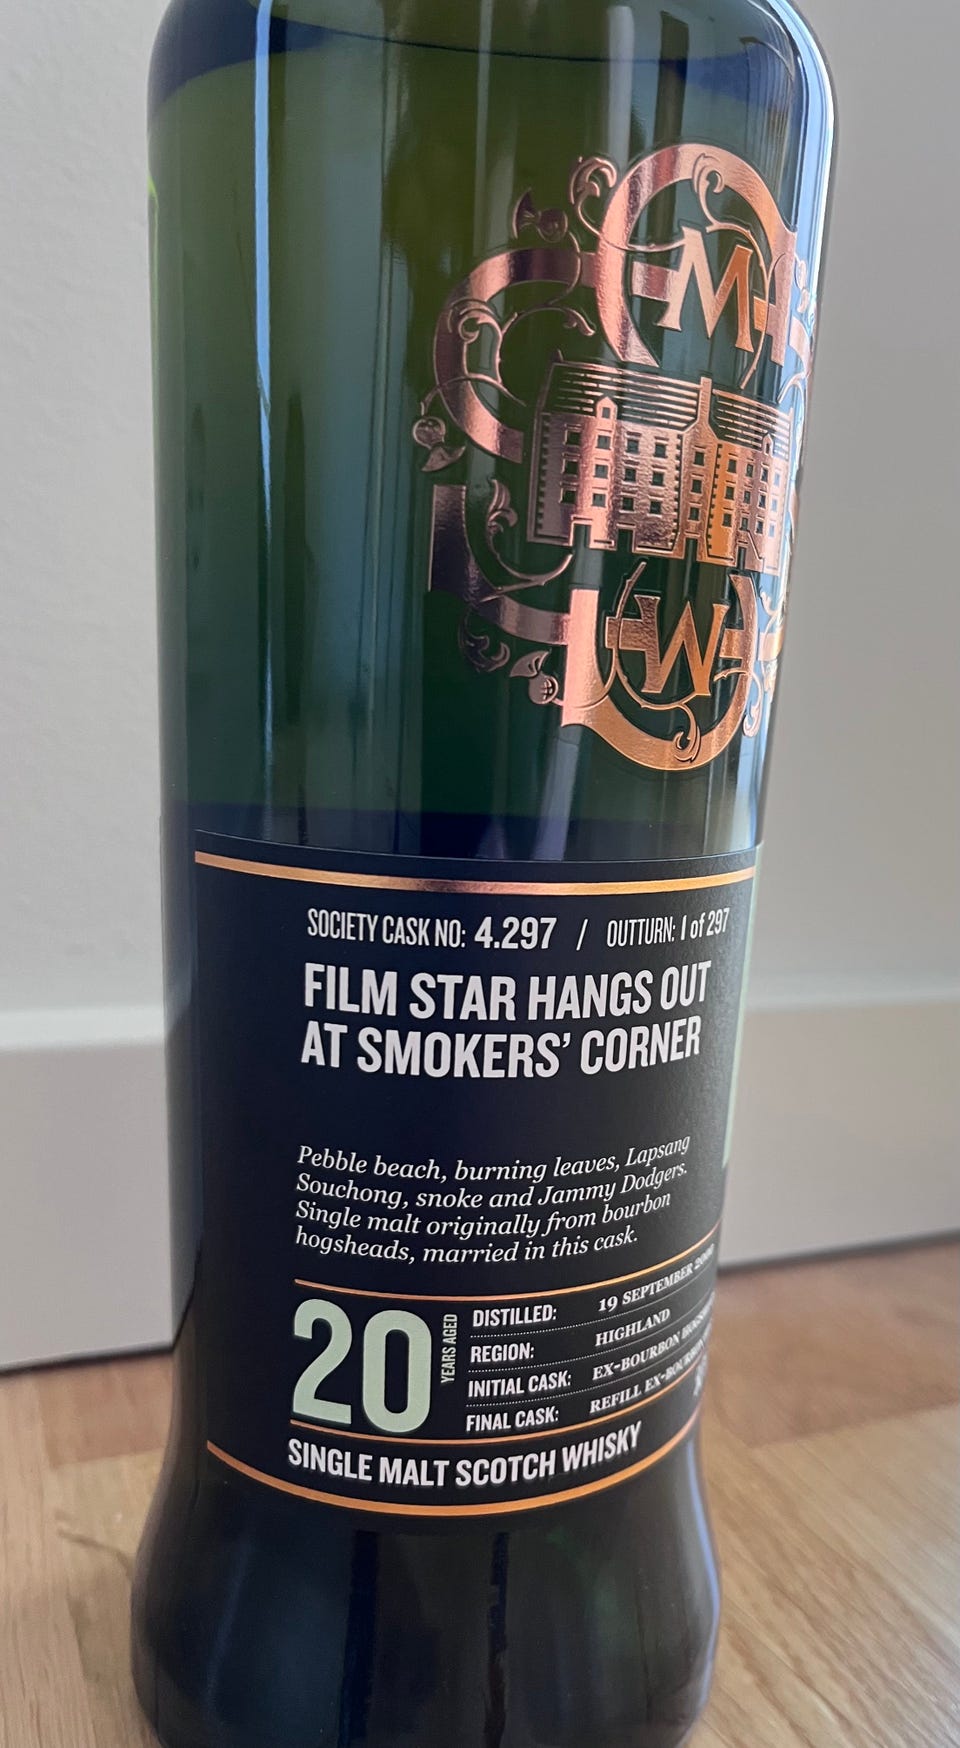 SOCIETY CASK NO: 4.297 / OUTTURN: 1 of 297
FILM STAR HANGS OUT
AT SMOKERS' CORNER
Pebble beach, burning leaves, Lapsang
Souchong, snoke and Jammy Dodgers.
Single malt originally from bourbon
hogsheads, married in this cask.
20 YEARS AGED
DISTILLED: 19 SEPTEMBER 2000
REGION: HIGHLAND
INITIAL CASK: EX-BOURBON
FINAL CASK: REFILL EX-BOURBON
SINGLE MALT SCOTCH WHISKY